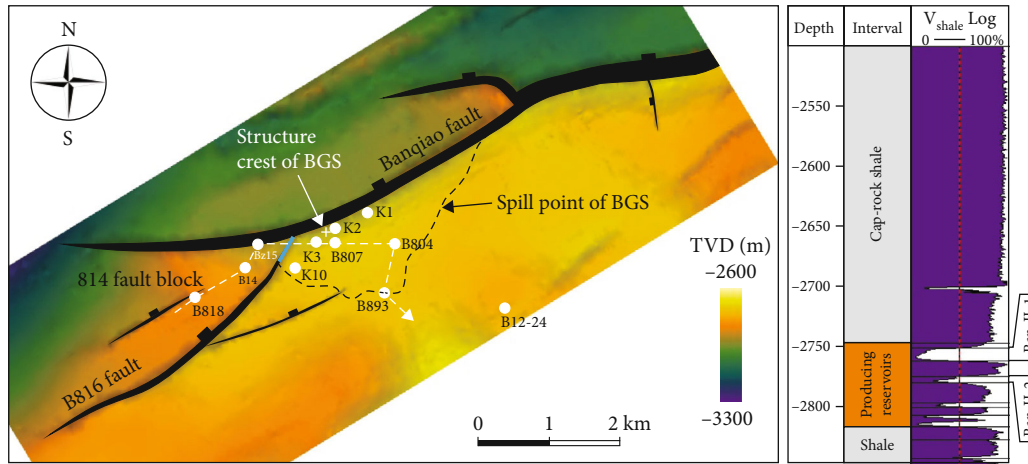 N
S
Structure
crest of BGS
Banqiao fault
Spill point of BGS
K1
K2
K3
B807
B804
Bz15
B14
K10
814 fault block
B818
B893
B12-24
B816 fault
TVD (m)
−2600
−3300
0 1 2 km
Depth
Interval
Vshale Log
0 100%
−2550
−2600
−2650
−2700
−2750
−2800
Cap-rock shale
Producing
reservoirs
Shale